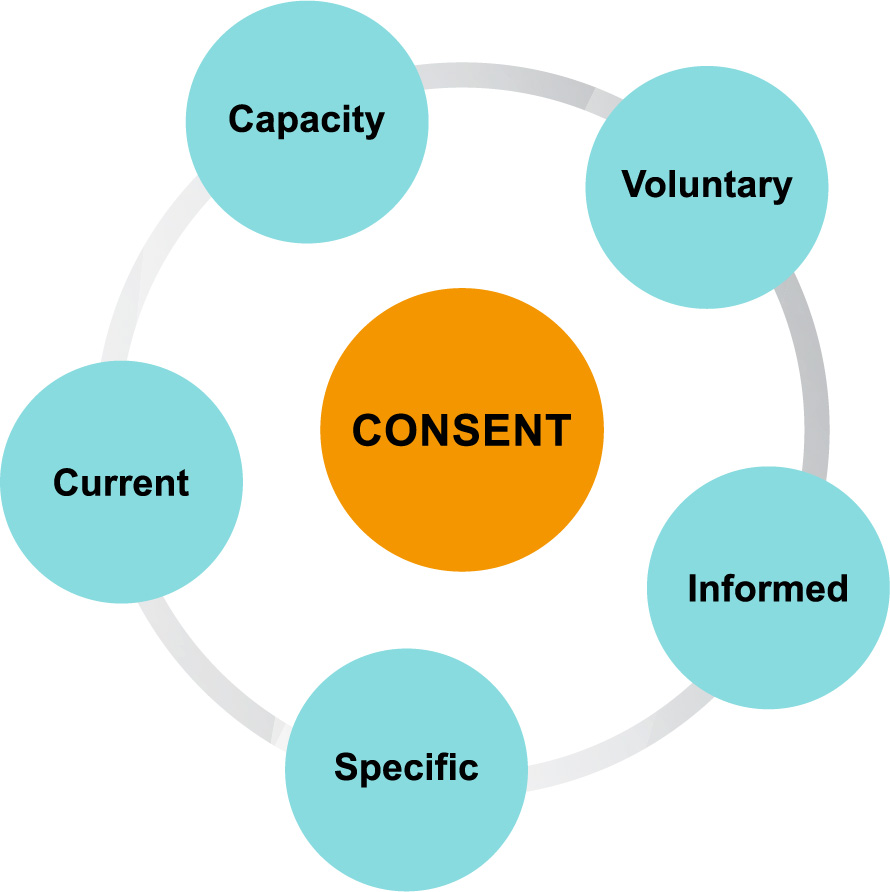 Capacity
Voluntary
CONSENT
Current
Informed
Specific